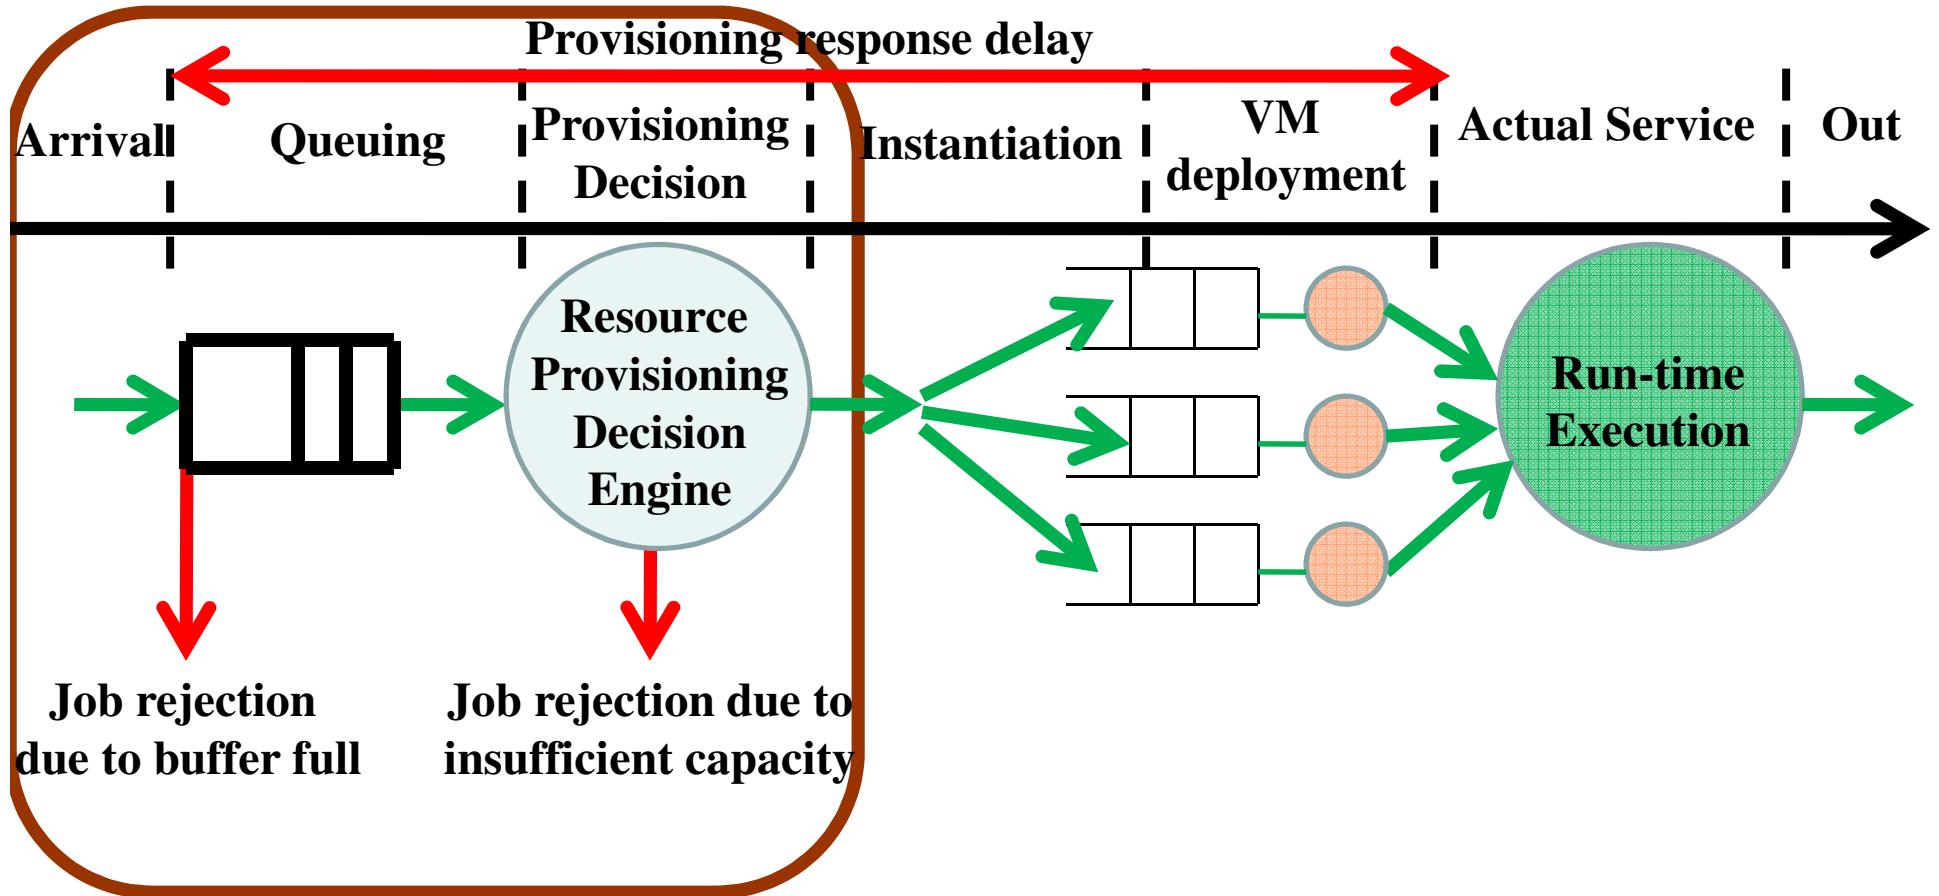 Provisioning response delay
Arrival
Queuing
Provisioning
Decision
Instantiation
VM
deployment
Actual Service
Out
Resource
Provisioning
Decision
Engine
Run-time
Execution
Job rejection
due to buffer full
Job rejection due to
insufficient capacity